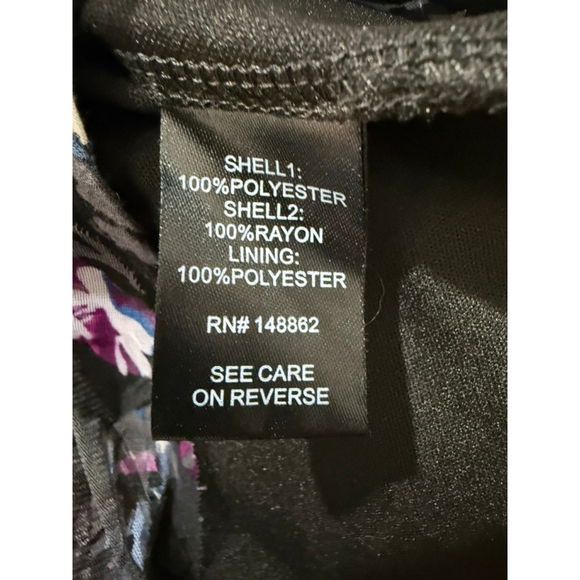 SHELL1:
100%POLYESTER
SHELL2:
100%RAYON
LINING:
100%POLYESTER
RN# 148862
SEE CARE
ON REVERSE